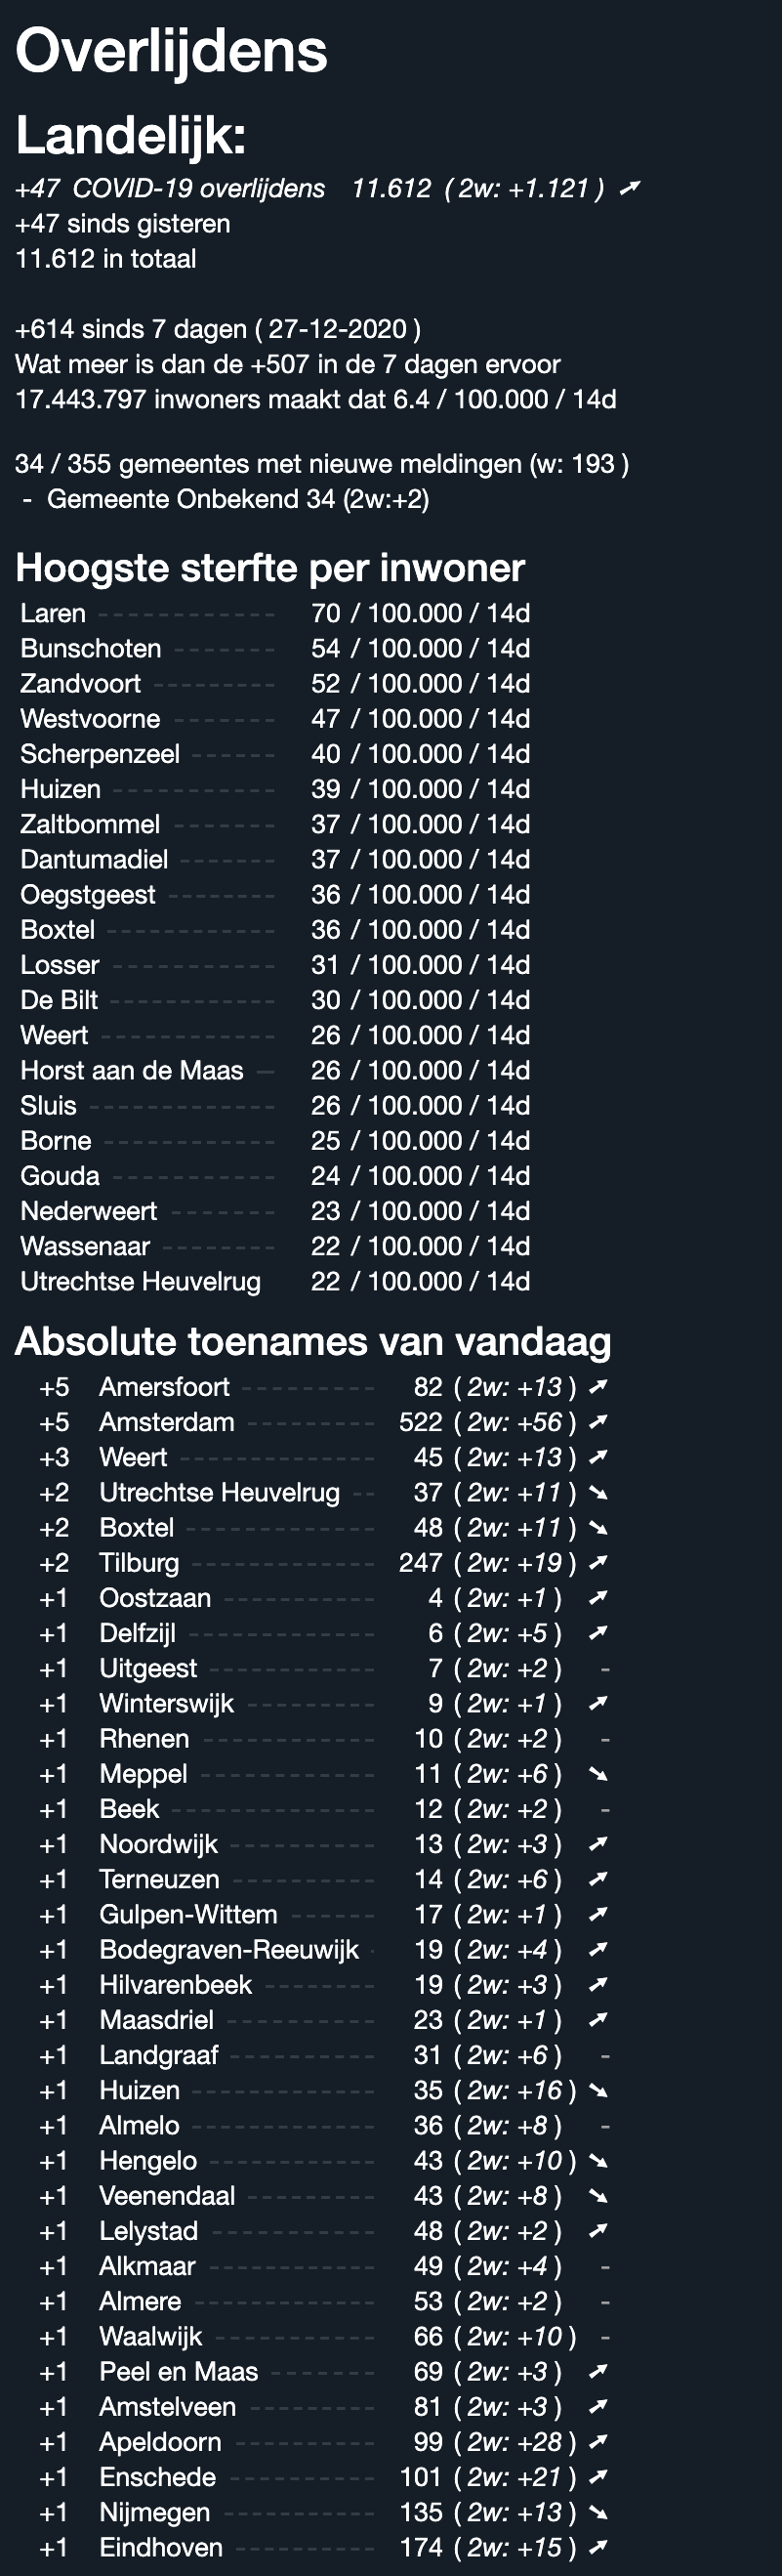 Overlijdens
Landelijk:
+47 COVID-19 overlijdens 11.612 ( 2w: +1.121 ) ➚
+47 sinds gisteren
11.612 in totaal
+614 sinds 7 dagen ( 27-12-2020 )
Wat meer is dan de +507 in de 7 dagen ervoor
17.443.797 inwoners maakt dat 6.4 / 100.000 / 14d
34 / 355 gemeentes met nieuwe meldingen (w: 193 )
- Gemeente Onbekend 34 (2w:+2)
Hoogste sterfte per inwoner
Laren ------------ 70 / 100.000 / 14d
Bunschoten ------- 54 / 100.000 / 14d
Zandvoort -------- 52 / 100.000 / 14d
Westvoorne ------- 47 / 100.000 / 14d
Scherpenzeel ------ 40 / 100.000 / 14d
Huizen ----------- 39 / 100.000 / 14d
Zaltbommel ------- 37 / 100.000 / 14d
Dantumadiel ------- 37 / 100.000 / 14d
Oegstgeest -------- 36 / 100.000 / 14d
Boxtel ------------ 36 / 100.000 / 14d
Losser ----------- 31 / 100.000 / 14d
De Bilt ----------- 30 / 100.000 / 14d
Weert ------------ 26 / 100.000 / 14d
Horst aan de Maas -- 26 / 100.000 / 14d
Sluis ------------- 26 / 100.000 / 14d
Borne ------------ 25 / 100.000 / 14d
Gouda ----------- 24 / 100.000 / 14d
Nederweert ------- 23 / 100.000 / 14d
Wassenaar -------- 22 / 100.000 / 14d
Utrechtse Heuvelrug 22 / 100.000 / 14d
Absolute toenames van vandaag
+5 Amersfoort --------- 82 ( 2w: +13 ) ➚
+5 Amsterdam --------- 522 ( 2w: +56 ) ➚
+3 Weert ------------- 45 ( 2w: +13 ) ➚
+2 Utrechtse Heuvelrug -- 37 ( 2w: +11 ) ➘
+2 Boxtel ------------- 48 ( 2w: +11 ) ➘
+2 Tilburg ------------ 247 ( 2w: +19 ) ➚
+1 Oostzaan ---------- 4 ( 2w: +1 ) ➚
+1 Delfzijl ------------ 6 ( 2w: +5 ) ➚
+1 Uitgeest ----------- 7 ( 2w: +2 ) -
+1 Winterswijk --------- 9 ( 2w: +1 ) ➚
+1 Rhenen ----------- 10 ( 2w: +2 ) -
+1 Meppel ----------- 11 ( 2w: +6 ) ➘
+1 Beek ------------- 12 ( 2w: +2 ) -
+1 Noordwijk ---------- 13 ( 2w: +3 ) ➚
+1 Terneuzen ---------- 14 ( 2w: +6 ) ➚
+1 Gulpen-Wittem ------ 17 ( 2w: +1 ) ➚
+1 Bodegraven-Reeuwijk - 19 ( 2w: +4 ) ➚
+1 Hilvarenbeek -------- 19 ( 2w: +3 ) ➚
+1 Maasdriel ---------- 23 ( 2w: +1 ) ➚
+1 Landgraaf ---------- 31 ( 2w: +6 ) -
+1 Huizen ------------ 35 ( 2w: +16 ) ➘
+1 Almelo ------------ 36 ( 2w: +8 ) -
+1 Hengelo ----------- 43 ( 2w: +10 ) ➘
+1 Veenendaal --------- 43 ( 2w: +8 ) ➘
+1 Lelystad ----------- 48 ( 2w: +2 ) ➚
+1 Alkmaar ----------- 49 ( 2w: +4 ) -
+1 Almere ------------ 53 ( 2w: +2 ) -
+1 Waalwijk ----------- 66 ( 2w: +10 ) -
+1 Peel en Maas ------- 69 ( 2w: +3 ) ➚
+1 Amstelveen --------- 81 ( 2w: +3 ) ➚
+1 Apeldoorn ---------- 99 ( 2w: +28 ) ➚
+1 Enschede ---------- 101 ( 2w: +21 ) ➚
+1 Nijmegen ---------- 135 ( 2w: +13 ) ➘
+1 Eindhoven ---------- 174 ( 2w: +15 ) ➚